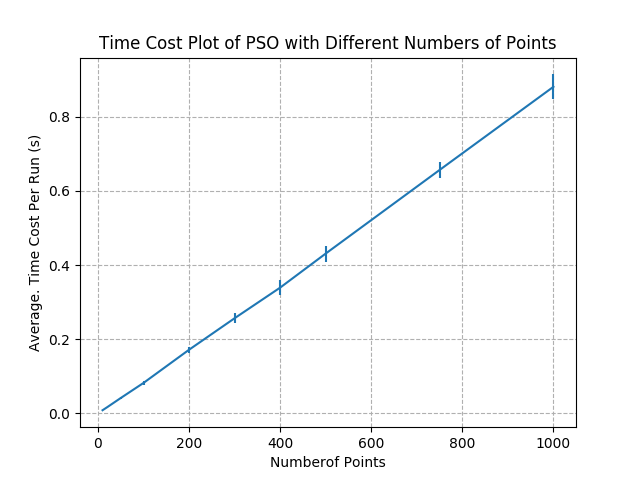 Time Cost Plot of PSO with Different Numbers of Points
Average. Time Cost Per Run (s)
0.8
0.6
0.4
0.2
0.0
0 200 400 600 800 1000
Numberof Points